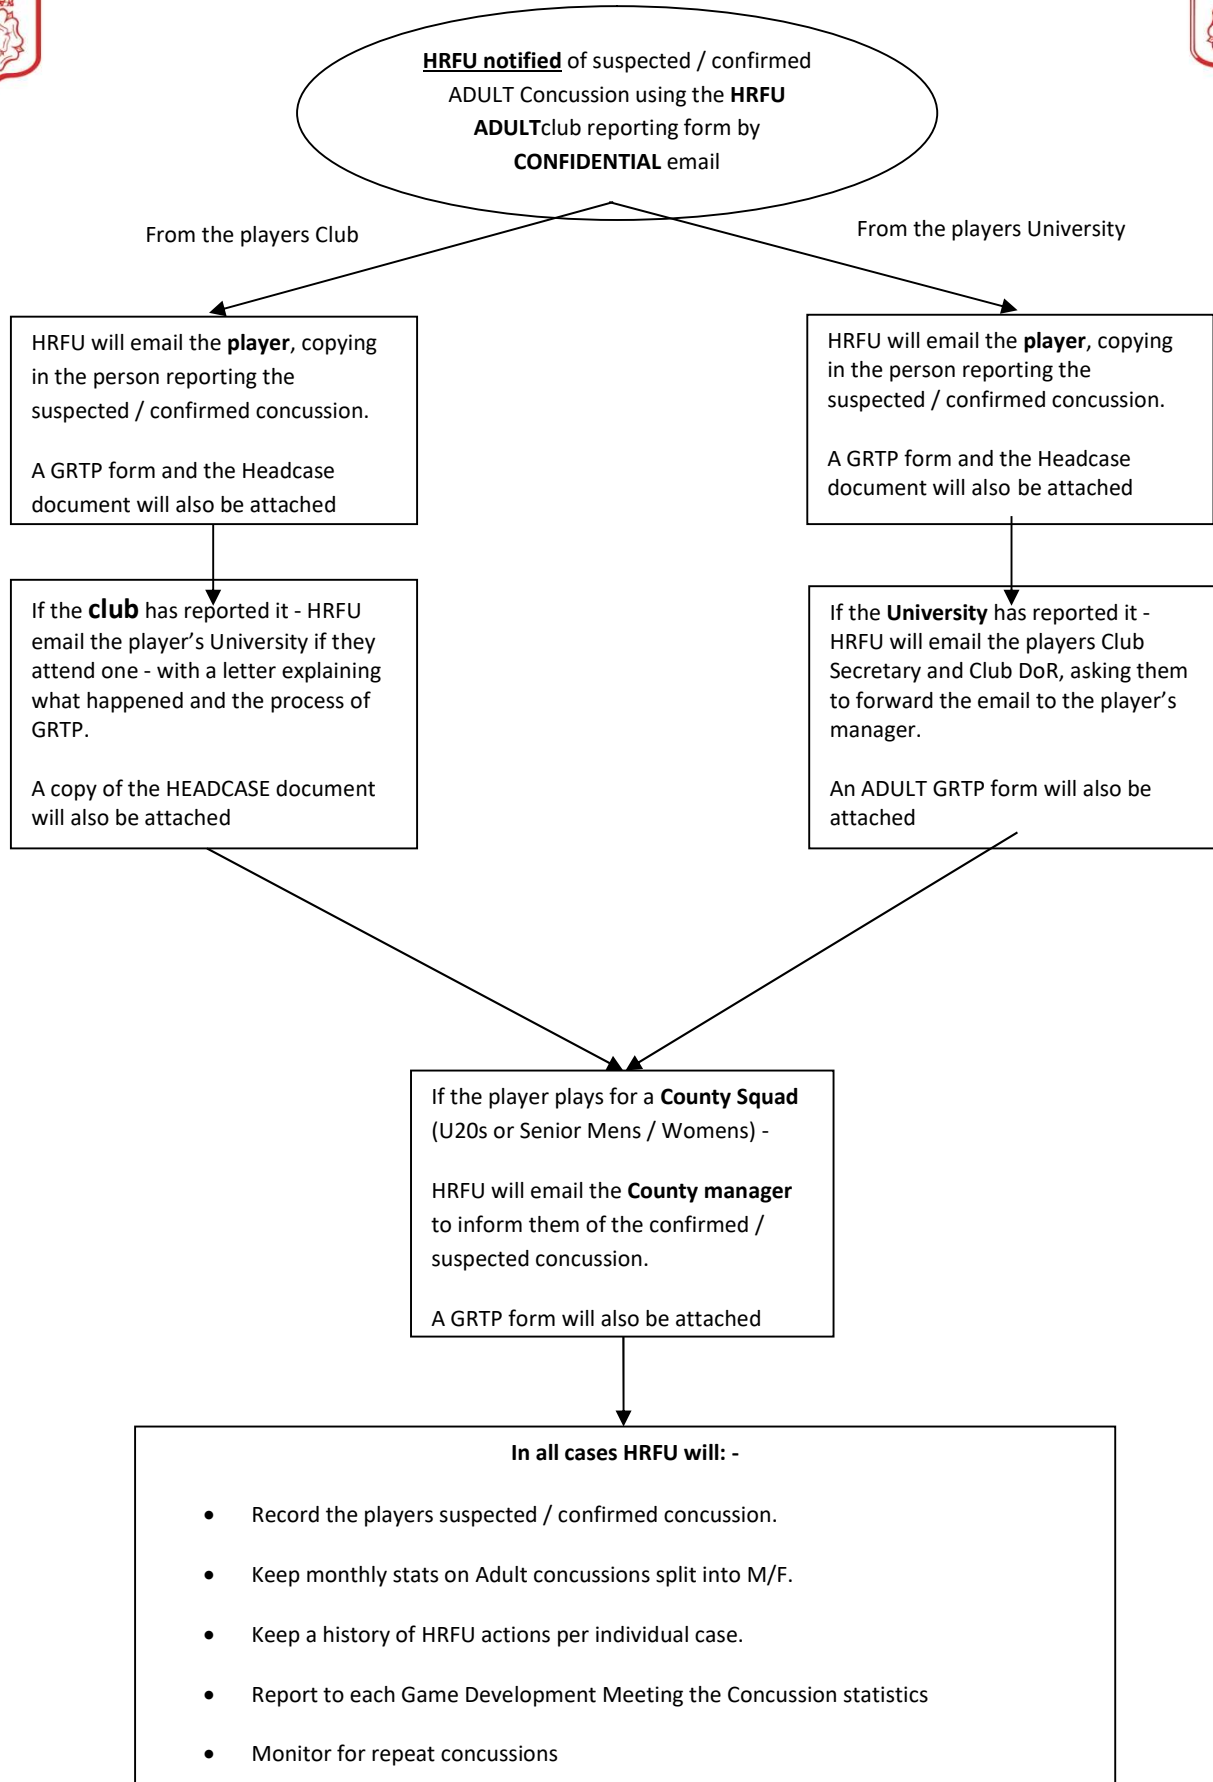 HRFU notified of suspected / confirmed
ADULT Concussion using the HRFU
ADULTclub reporting form by
CONFIDENTIAL email
From the players Club
From the players University
HRFU will email the player, copying
in the person reporting the
suspected / confirmed concussion.
A GRTP form and the Headcase
document will also be attached
HRFU will email the player, copying
in the person reporting the
suspected / confirmed concussion.
A GRTP form and the Headcase
document will also be attached
If the club has reported it - HRFU
email the player’s University if they
attend one - with a letter explaining
what happened and the process of
GRTP.
A copy of the HEADCASE document
will also be attached
If the University has reported it -
HRFU will email the players Club
Secretary and Club DoR, asking them
to forward the email to the player’s
manager.
An ADULT GRTP form will also be
attached
If the player plays for a County Squad
(U20s or Senior Mens / Womens) -
HRFU will email the County manager
to inform them of the confirmed /
suspected concussion.
A GRTP form will also be attached
In all cases HRFU will: -
• Record the players suspected / confirmed concussion.
• Keep monthly stats on Adult concussions split into M/F.
• Keep a history of HRFU actions per individual case.
• Report to each Game Development Meeting the Concussion statistics
• Monitor for repeat concussions